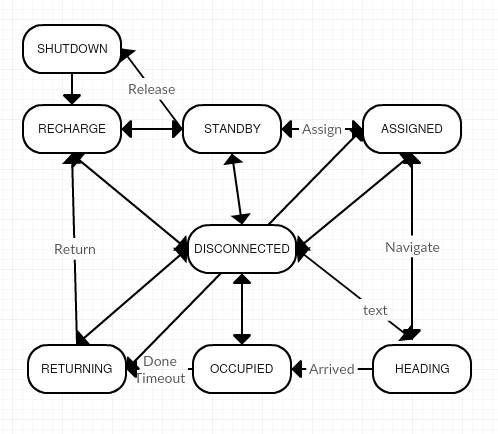 SHUTDOWN
Release
RECHARGE
STANDBY
Assign
ASSIGNED
Return
DISCONNECTED
Navigate
text
RETURNING
Done
Timeout
OCCUPIED
Arrived
HEADING